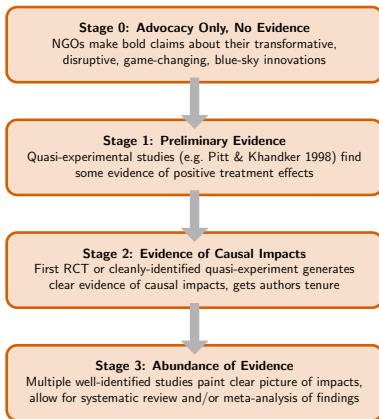 Stage 0: Advocacy Only, No Evidence
NGOs make bold claims about their transformative,
disruptive, game-changing, blue-sky innovations
Stage 1: Preliminary Evidence
Quasi-experimental studies (e.g. Pitt & Khandker 1998) find
some evidence of positive treatment effects
Stage 2: Evidence of Causal Impacts
First RCT or cleanly-identified quasi-experiment generates
clear evidence of causal impacts, gets authors tenure
Stage 3: Abundance of Evidence
Multiple well-identified studies paint clear picture of impacts,
allow for systematic review and/or meta-analysis of findings